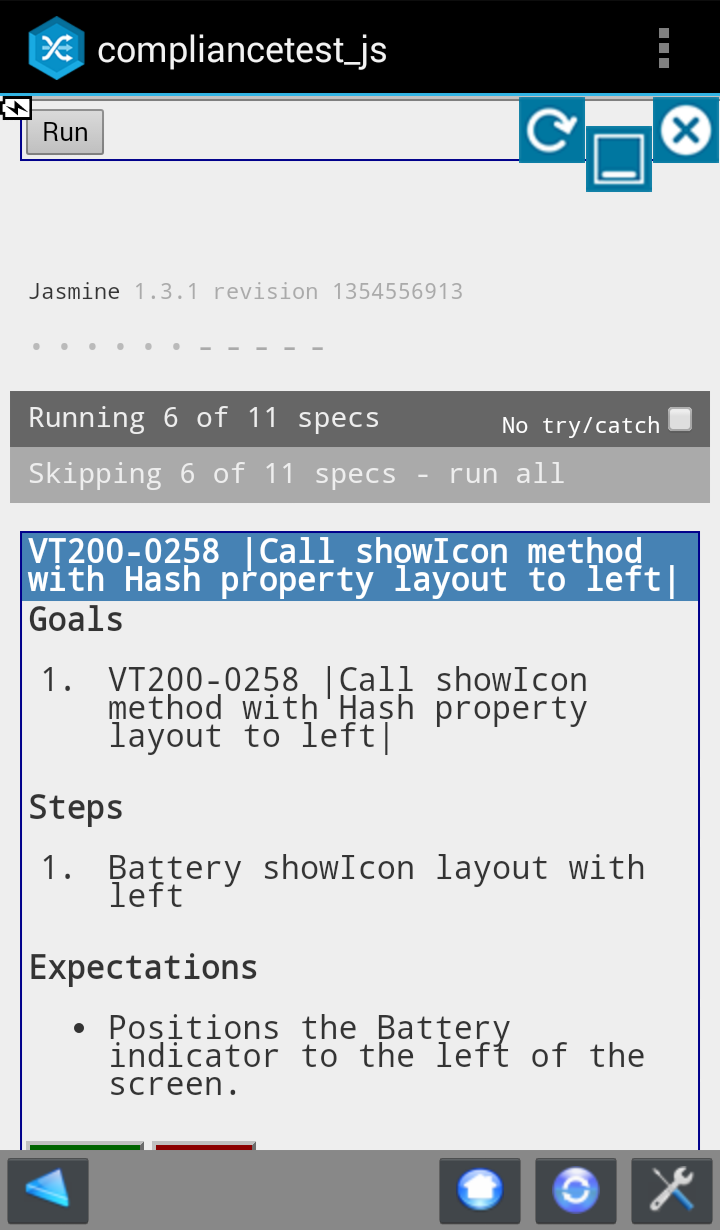 compliancetest_js
Run
Jasmine 1.3.1 revision 1354556913
Running 6 of 11 specs
No try/catch
Skipping 6 of 11 specs - run all
VT200-0258 |Call showIcon method
with Hash property layout to left|
Goals
1. VT200-0258 |Call showIcon
method with Hash property
layout to left|
Steps
1. Battery showIcon layout with
left
Expectations
• Positions the Battery
indicator to the left of the
screen.